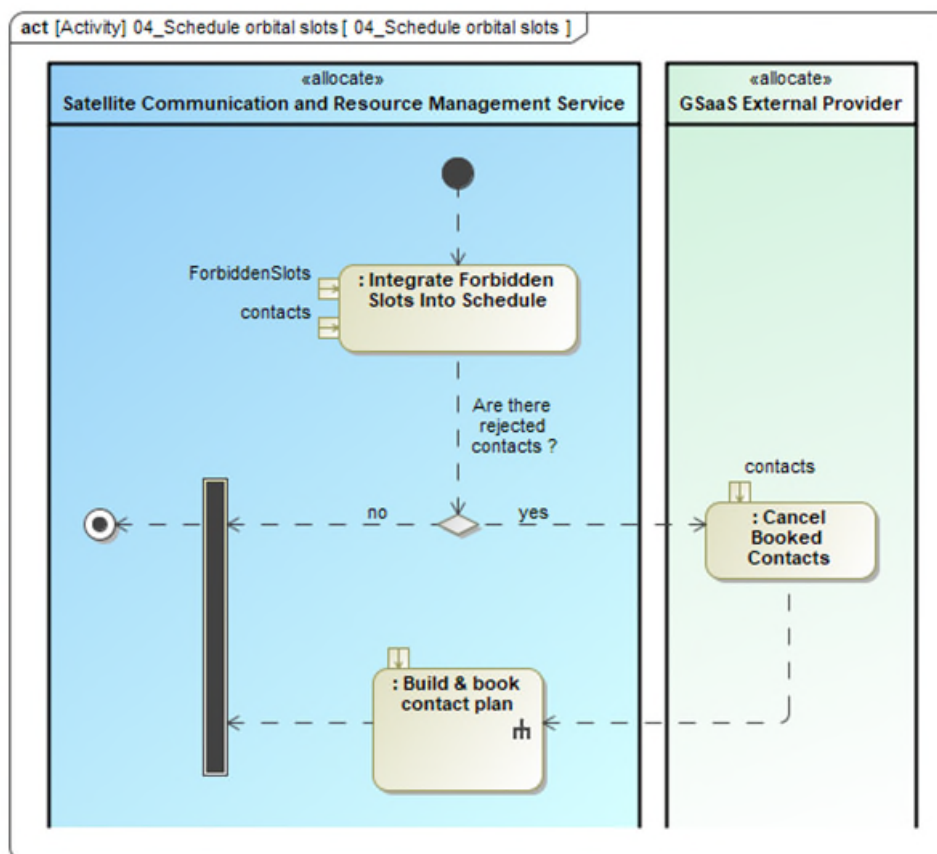 act [Activity] 04_Schedule orbital slots [ 04_Schedule orbital slots ]
«allocate»
Satellite Communication and Resource Management Service
«allocate»
GSaaS External Provider
ForbiddenSlots
contacts
: Integrate Forbidden
Slots Into Schedule
Are there
rejected
contacts ?
no
yes
contacts
: Cancel
Booked
Contacts
: Build & book
contact plan